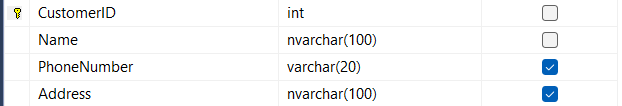 CustomerID int
Name nvarchar(100)
PhoneNumber varchar(20)
Address nvarchar(100)